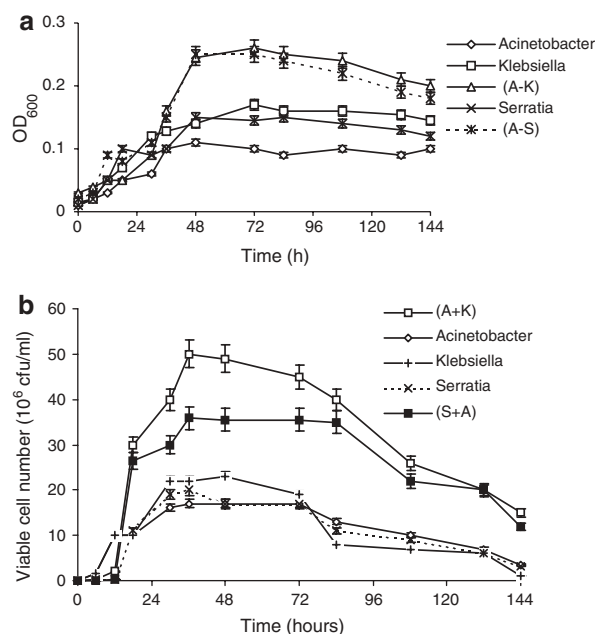 a
0.3
0.2
0.1
0
OD600
0 24 48 72 96 120 144
Time (h)
Acinetobacter
Klebsiella
(A-K)
Serratia
(A-S)
b
60
50
40
30
20
10
0
Viable cell number (10⁶ cfu/ml)
0 24 48 72 96 120 144
Time (hours)
(A+K)
Acinetobacter
Klebsiella
Serratia
(S+A)